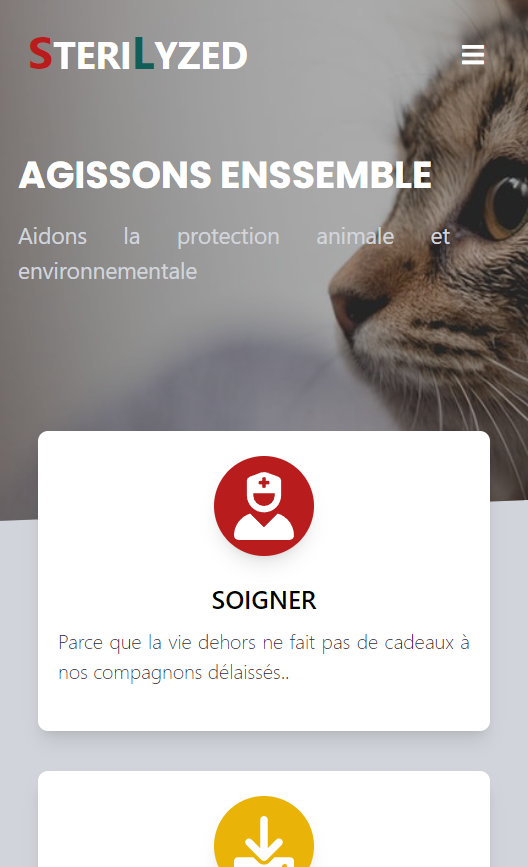 STERILYZED
AGISSONS ENSSEMBLE
Aidons la protection animale et
environnementale
SOIGNER
Parce que la vie dehors ne fait pas de cadeaux à
nos compagnons délaissés..